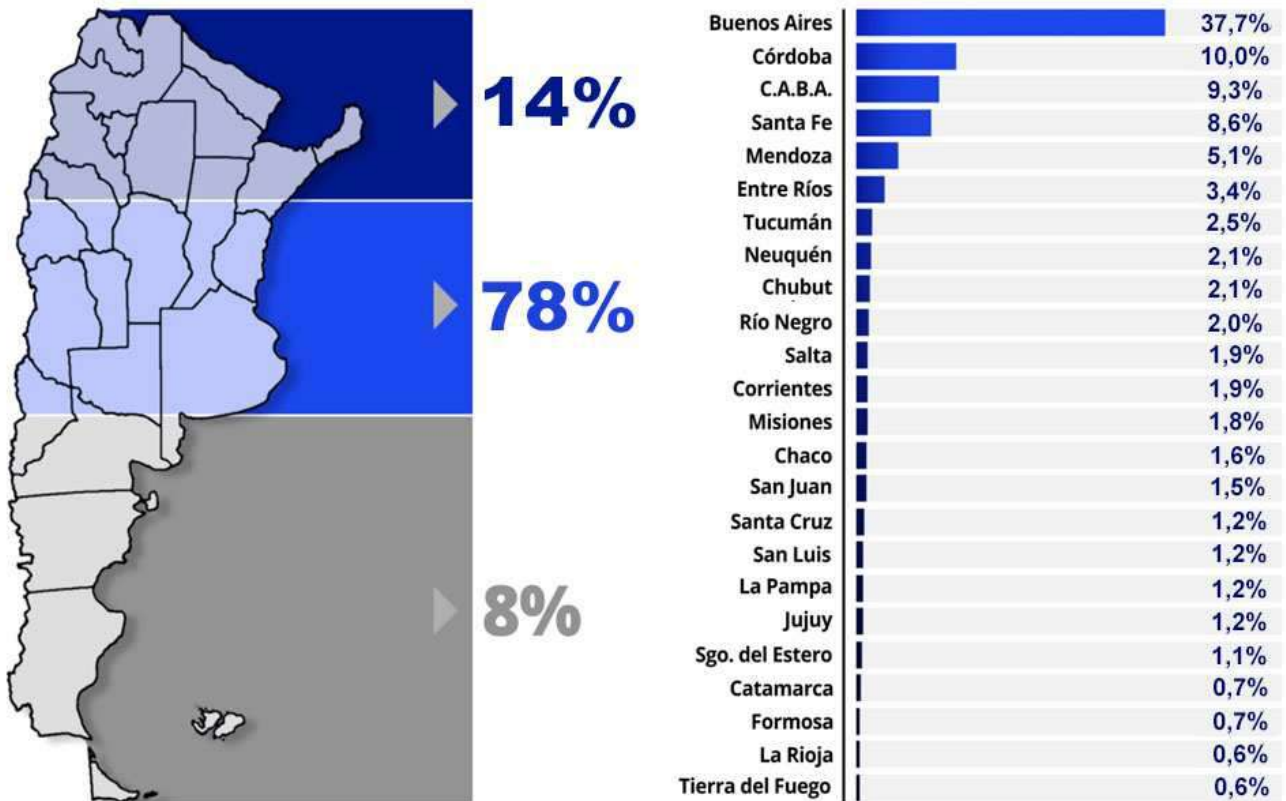 14%
78%
8%
Buenos Aires 37,7%
Córdoba 10,0%
C.A.B.A. 9,3%
Santa Fe 8,6%
Mendoza 5,1%
Entre Ríos 3,4%
Tucumán 2,5%
Neuquén 2,1%
Chubut 2,1%
Río Negro 2,0%
Salta 1,9%
Corrientes 1,9%
Misiones 1,8%
Chaco 1,6%
San Juan 1,5%
Santa Cruz 1,2%
San Luis 1,2%
La Pampa 1,2%
Jujuy 1,2%
Sgo. del Estero 1,1%
Catamarca 0,7%
Formosa 0,7%
La Rioja 0,6%
Tierra del Fuego 0,6%